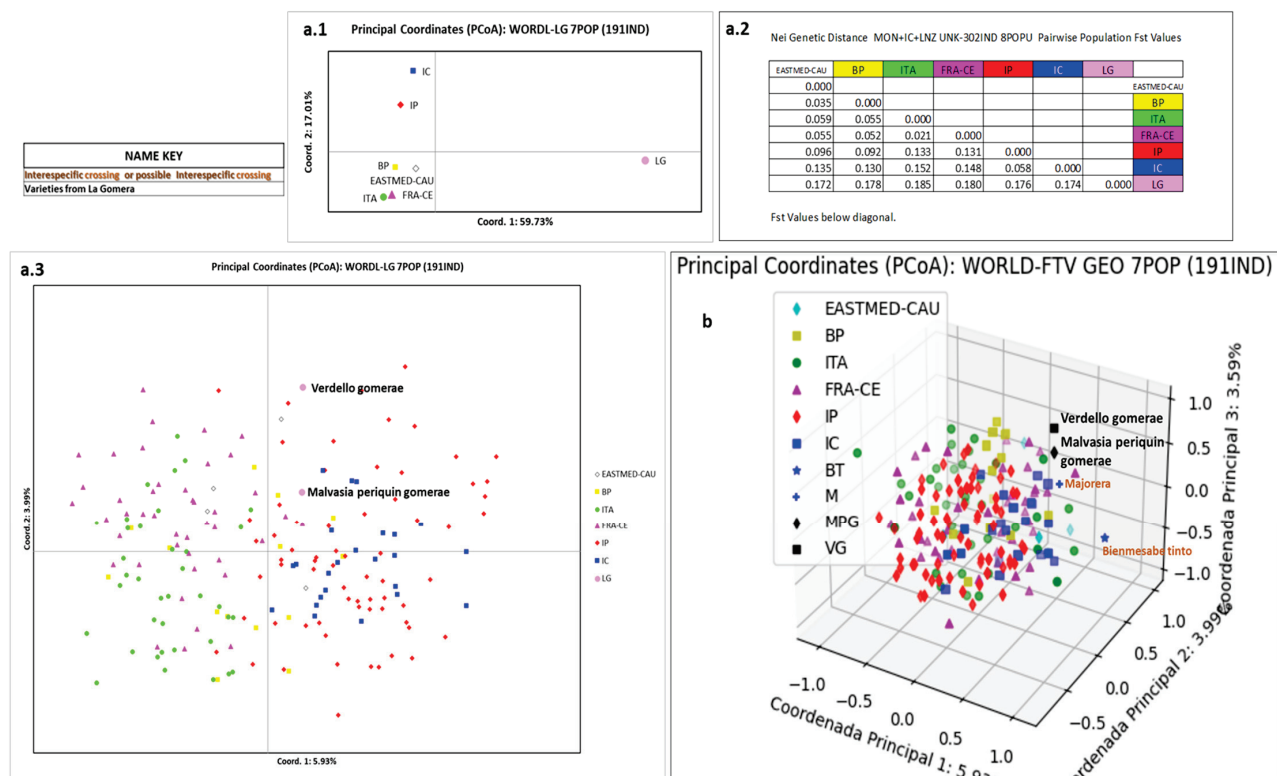 NAME KEY
Interespecific crossing or possible Interespecific crossing
Varieties from La Gomera
a.1
Principal Coordinates (PCoA): WORDL-LG 7POP (191IND)
Coord. 2: 17.01%
IC
IP
LG
BP
EASTMED-CAU
ITA
FRA-CE
Coord. 1: 59.73%
a.2
Nei Genetic Distance MON+IC+LNZ UNK-302IND 8POPU Pairwise Population Fst Values
EASTMED-CAU BP ITA FRA-CE IP IC LG
0.000 EASTMED-CAU
0.035 0.000 BP
0.059 0.055 0.000 ITA
0.055 0.052 0.021 0.000 FRA-CE
0.096 0.092 0.133 0.131 0.000 IP
0.135 0.130 0.152 0.148 0.058 0.000 IC
0.172 0.178 0.185 0.180 0.176 0.174 0.000 LG
Fst Values below diagonal.
a.3
Principal Coordinates (PCoA): WORDL-LG 7POP (191IND)
Coord.2: 3.99%
Verdello gomerae
Malvasia periquin gomerae
EASTMED-CAU
BP
ITA
FRA-CE
IP
IC
LG
Coord. 1: 5.93%
Principal Coordinates (PCoA): WORLD-FTV GEO 7POP (191IND)
b
EASTMED-CAU
BP
ITA
FRA-CE
IP
IC
BT
M
MPG
VG
Verdello gomerae
Malvasia periquin
gomerae
Majorera
Bienmesabe tinto
1.0
0.5
0.0
−0.5
−1.0
Coordenada Principal 3: 3.59%
1.0
0.5
0.0
−0.5
Principal 2: 3.99%
−1.0
−0.5
0.0
0.5
1.0
Coordenada Principal 1: